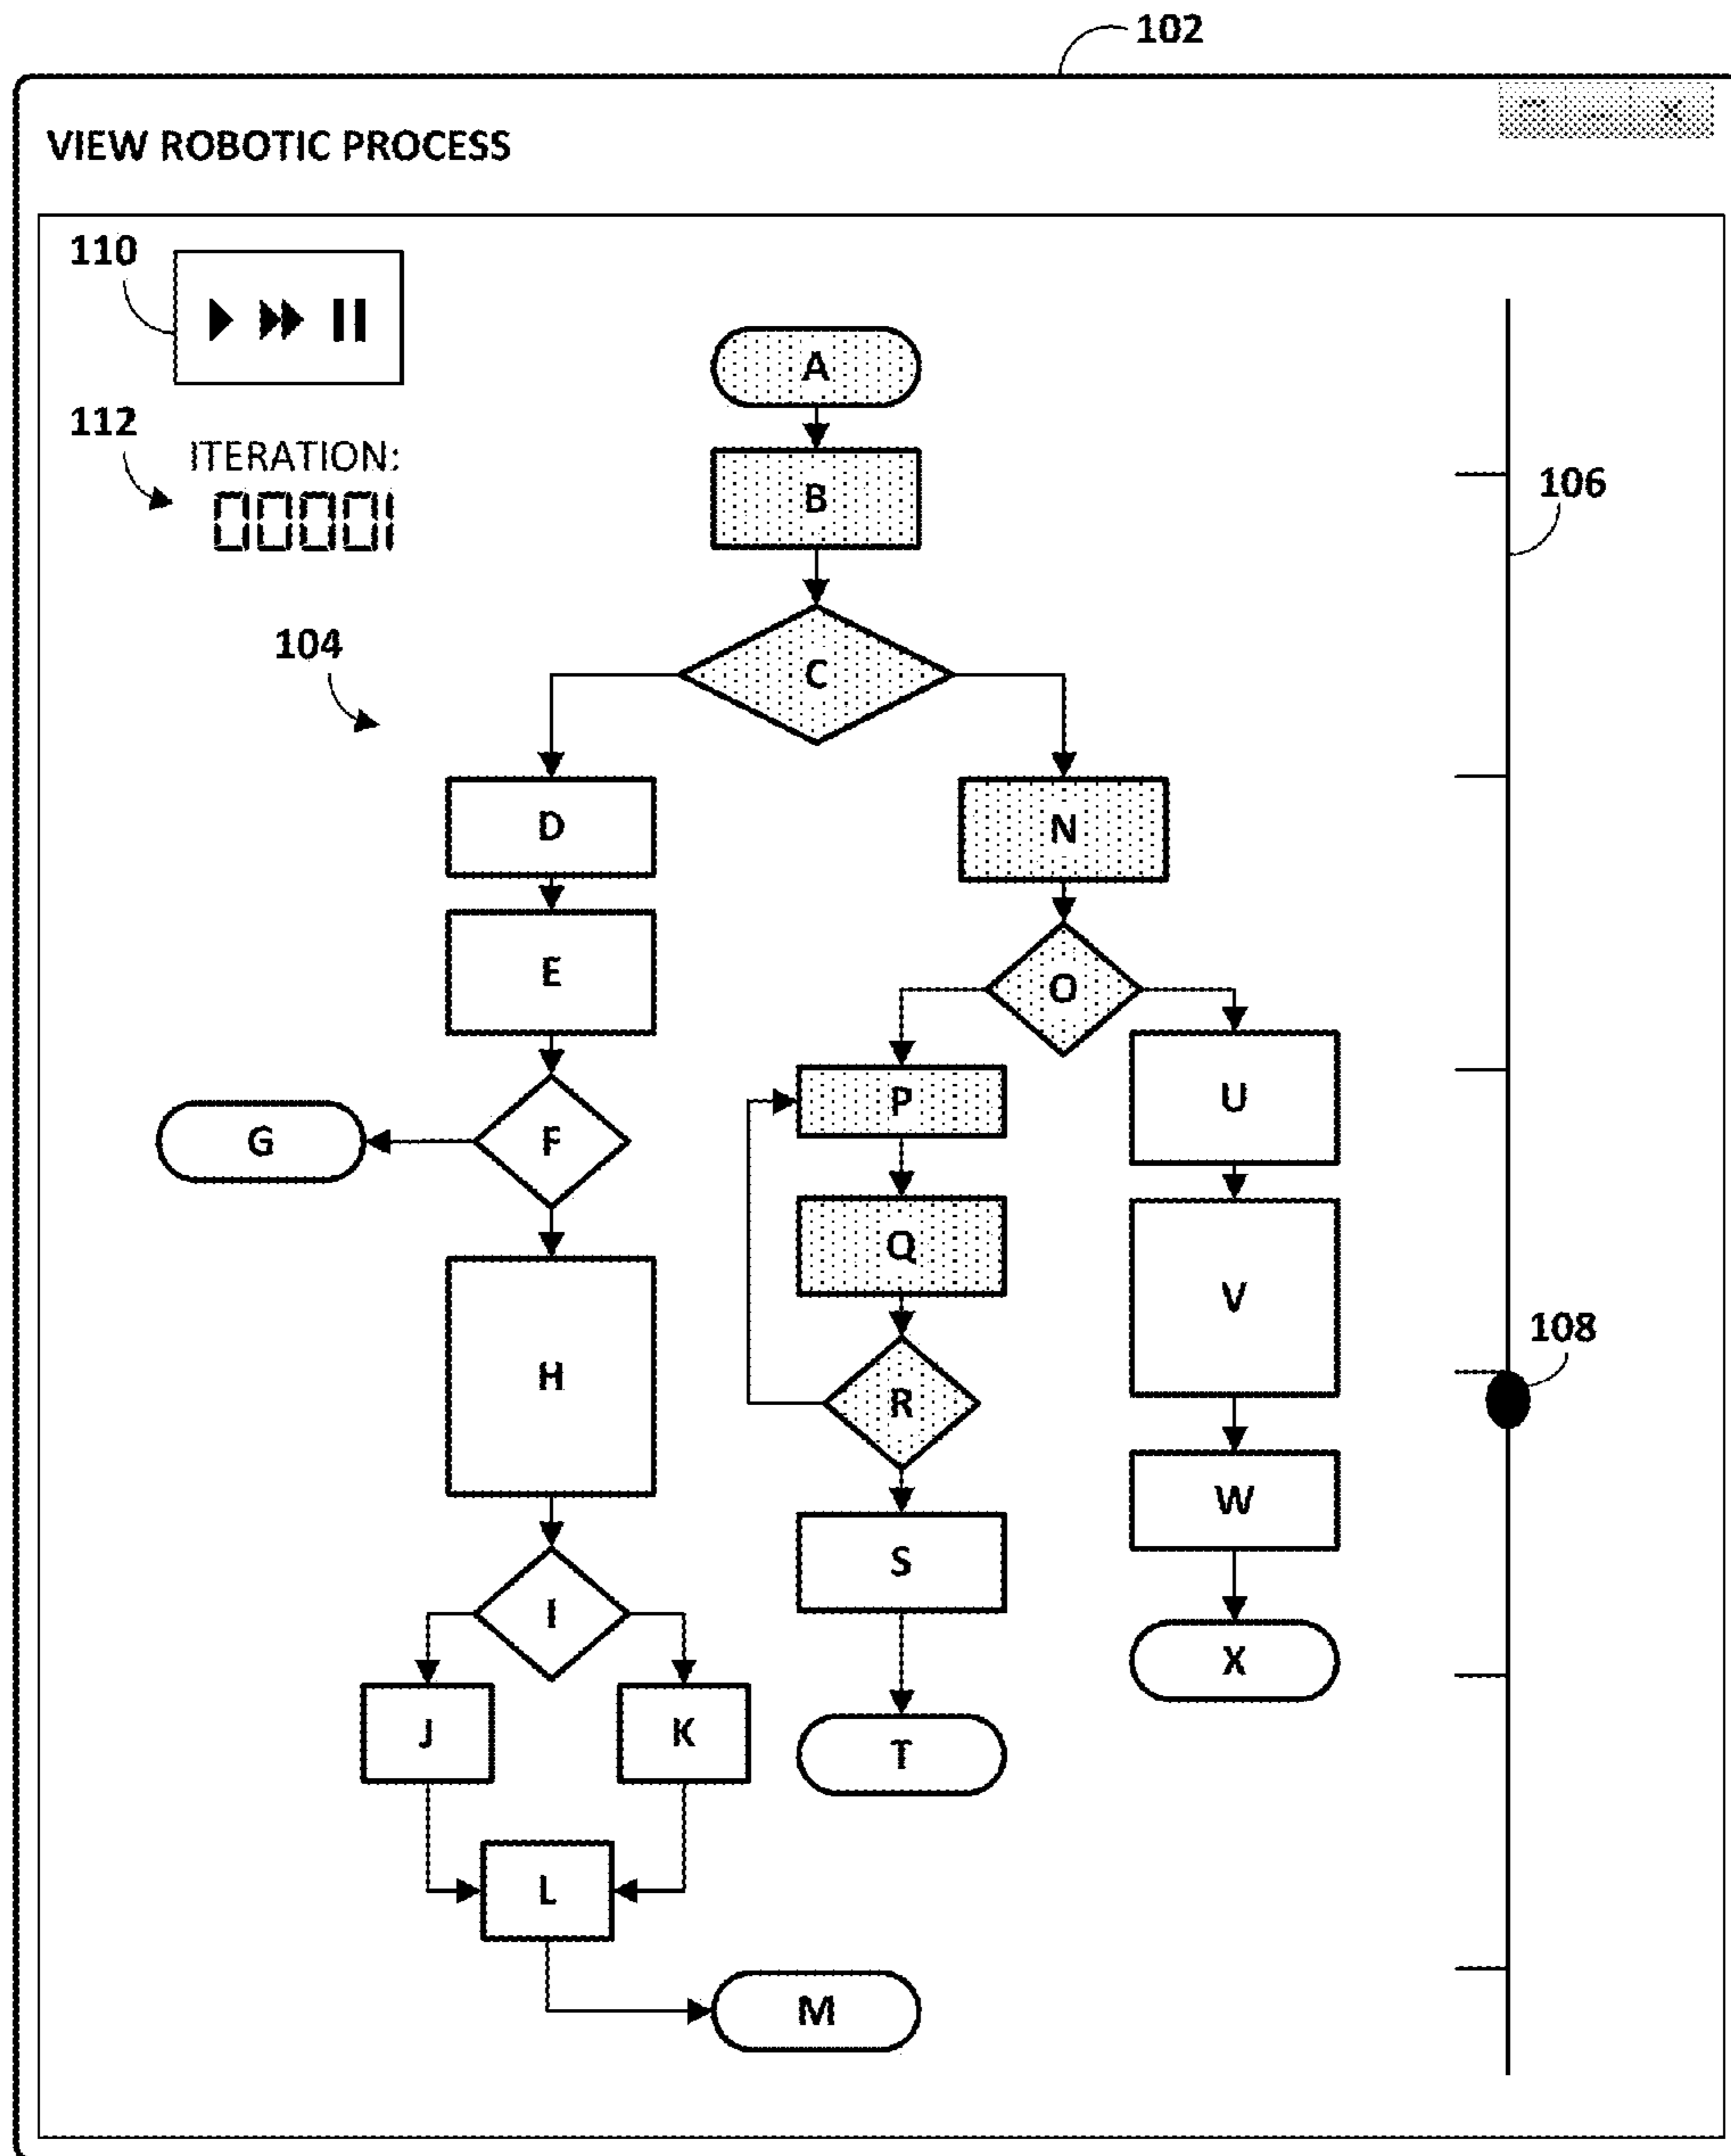 102
VIEW ROBOTIC PROCESS
110
A
112
ITERATION:
00001
B
106
104
C
D
N
E
O
P
U
G
F
Q
V
108
H
R
W
S
I
X
J
K
T
L
M